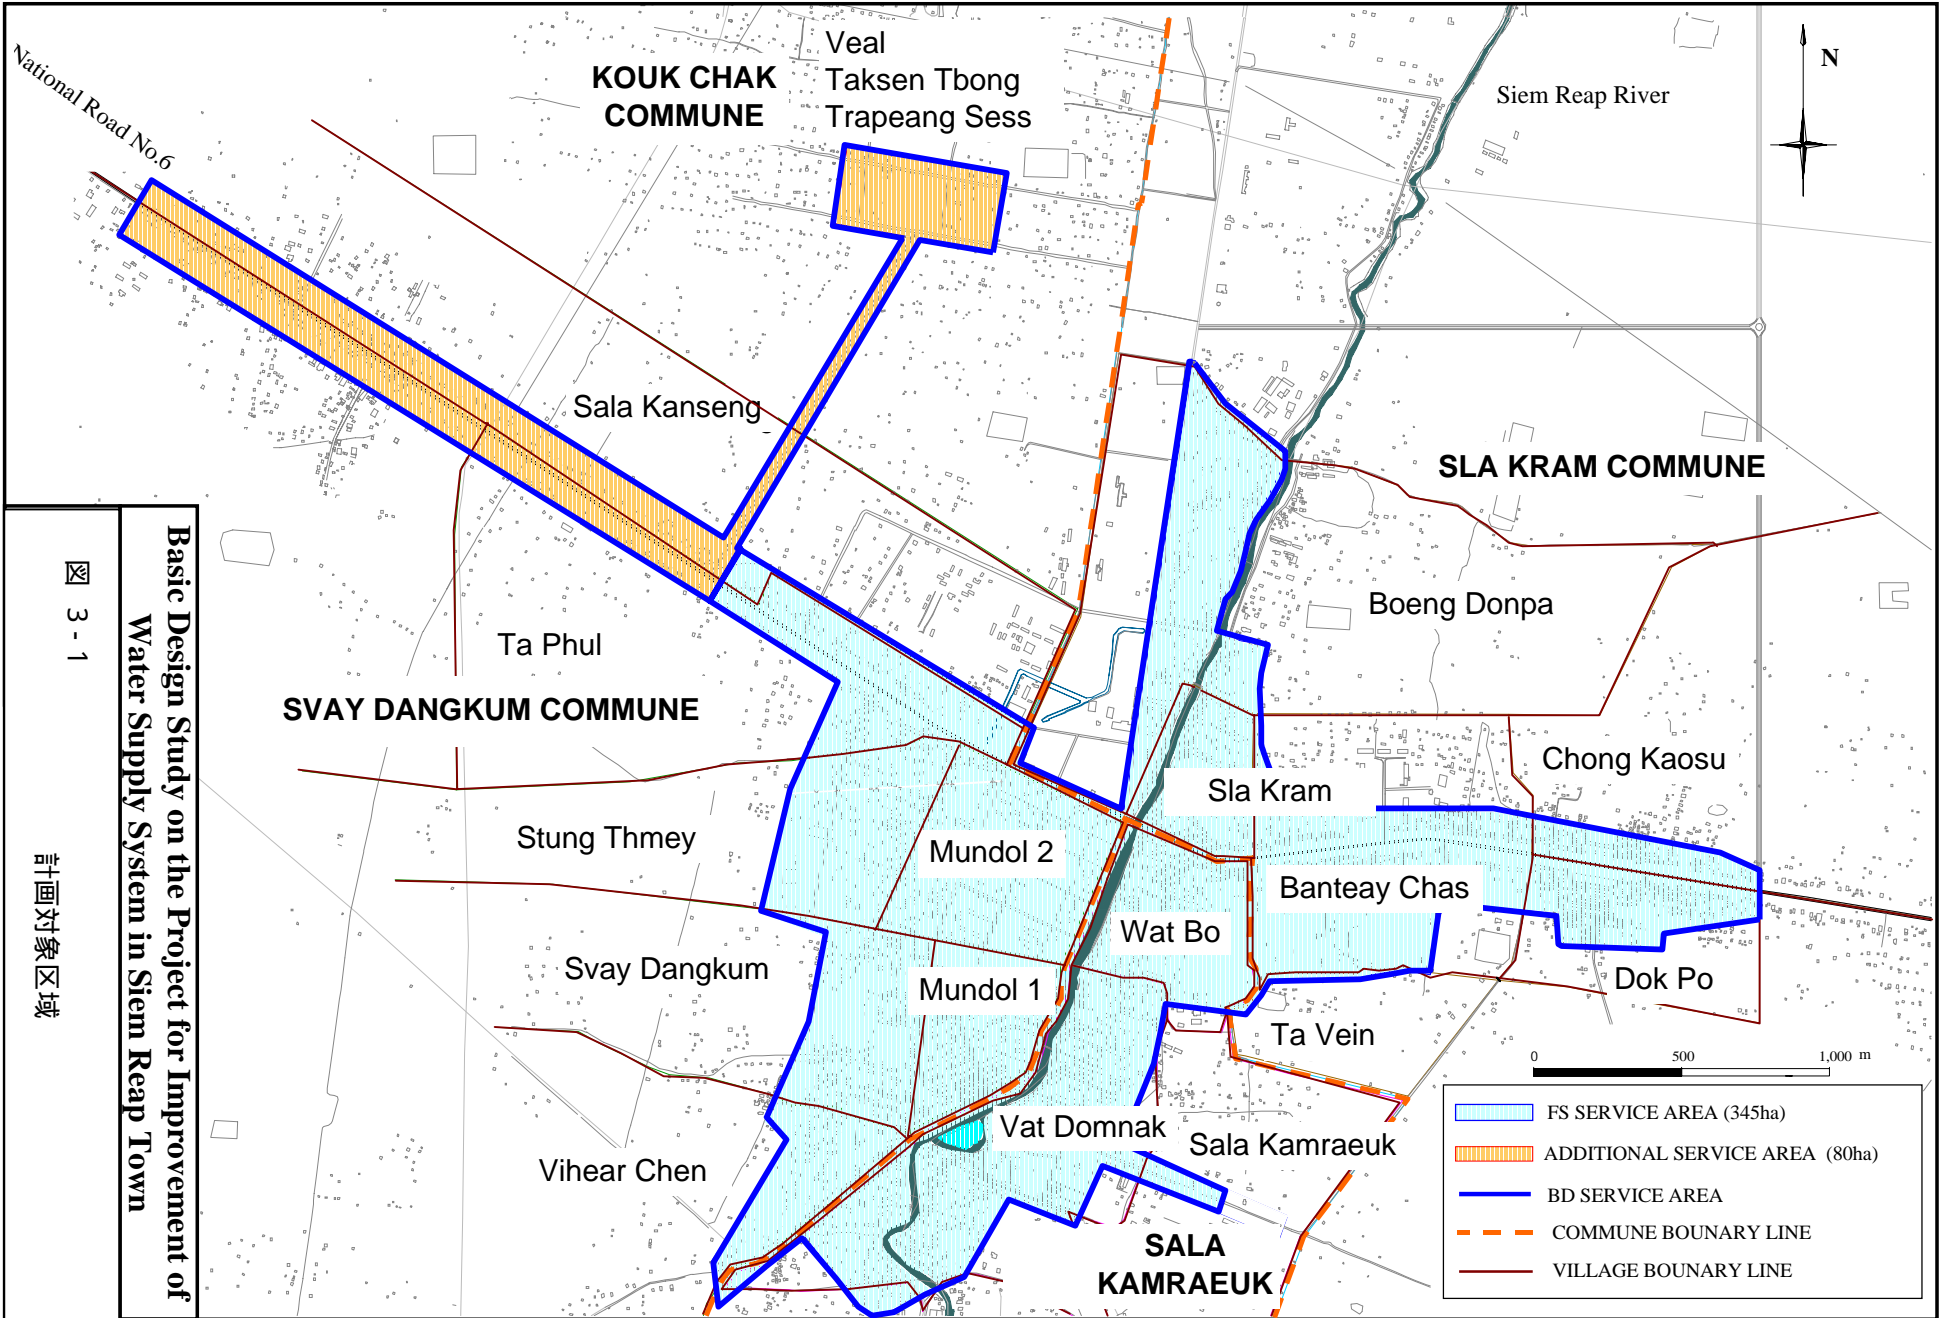 Veal
Taksen Tbong
Trapeang Sess
KOUK CHAK
COMMUNE
National Road No.6
N
Siem Reap River
Sala Kanseng
SLA KRAM COMMUNE
Boeng Donpa
Ta Phul
SVAY DANGKUM COMMUNE
Chong Kaosu
Sla Kram
Stung Thmey
Mundol 2
Banteay Chas
Wat Bo
Svay Dangkum
Mundol 1
Dok Po
Ta Vein
Vat Domnak
Sala Kamraeuk
Vihear Chen
SALA
KAMRAEUK
0 500 1,000 m
FS SERVICE AREA (345ha)
ADDITIONAL SERVICE AREA (80ha)
BD SERVICE AREA
COMMUNE BOUNARY LINE
VILLAGE BOUNARY LINE
Basic Design Study on the Project for Improvement of
Water Supply System in Siem Reap Town
図 3 - 1
計画対象区域